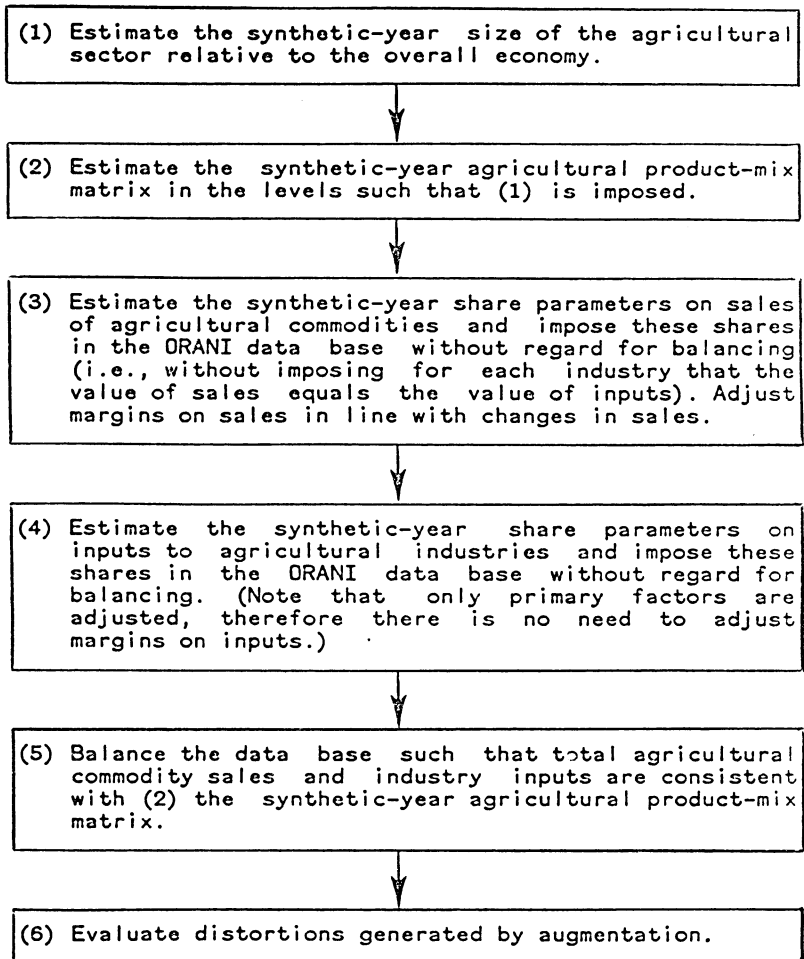 (1) Estimate the synthetic-year size of the agricultural
sector relative to the overall economy.
(2) Estimate the synthetic-year agricultural product-mix
matrix in the levels such that (1) is imposed.
(3) Estimate the synthetic-year share parameters on sales
of agricultural commodities and impose these shares
in the ORANI data base without regard for balancing
(i.e., without imposing for each industry that the
value of sales equals the value of inputs). Adjust
margins on sales in line with changes in sales.
(4) Estimate the synthetic-year share parameters on
inputs to agricultural industries and impose these
shares in the ORANI data base without regard for
balancing. (Note that only primary factors are
adjusted, therefore there is no need to adjust
margins on inputs.)
(5) Balance the data base such that total agricultural
commodity sales and industry inputs are consistent
with (2) the synthetic-year agricultural product-mix
matrix.
(6) Evaluate distortions generated by augmentation.